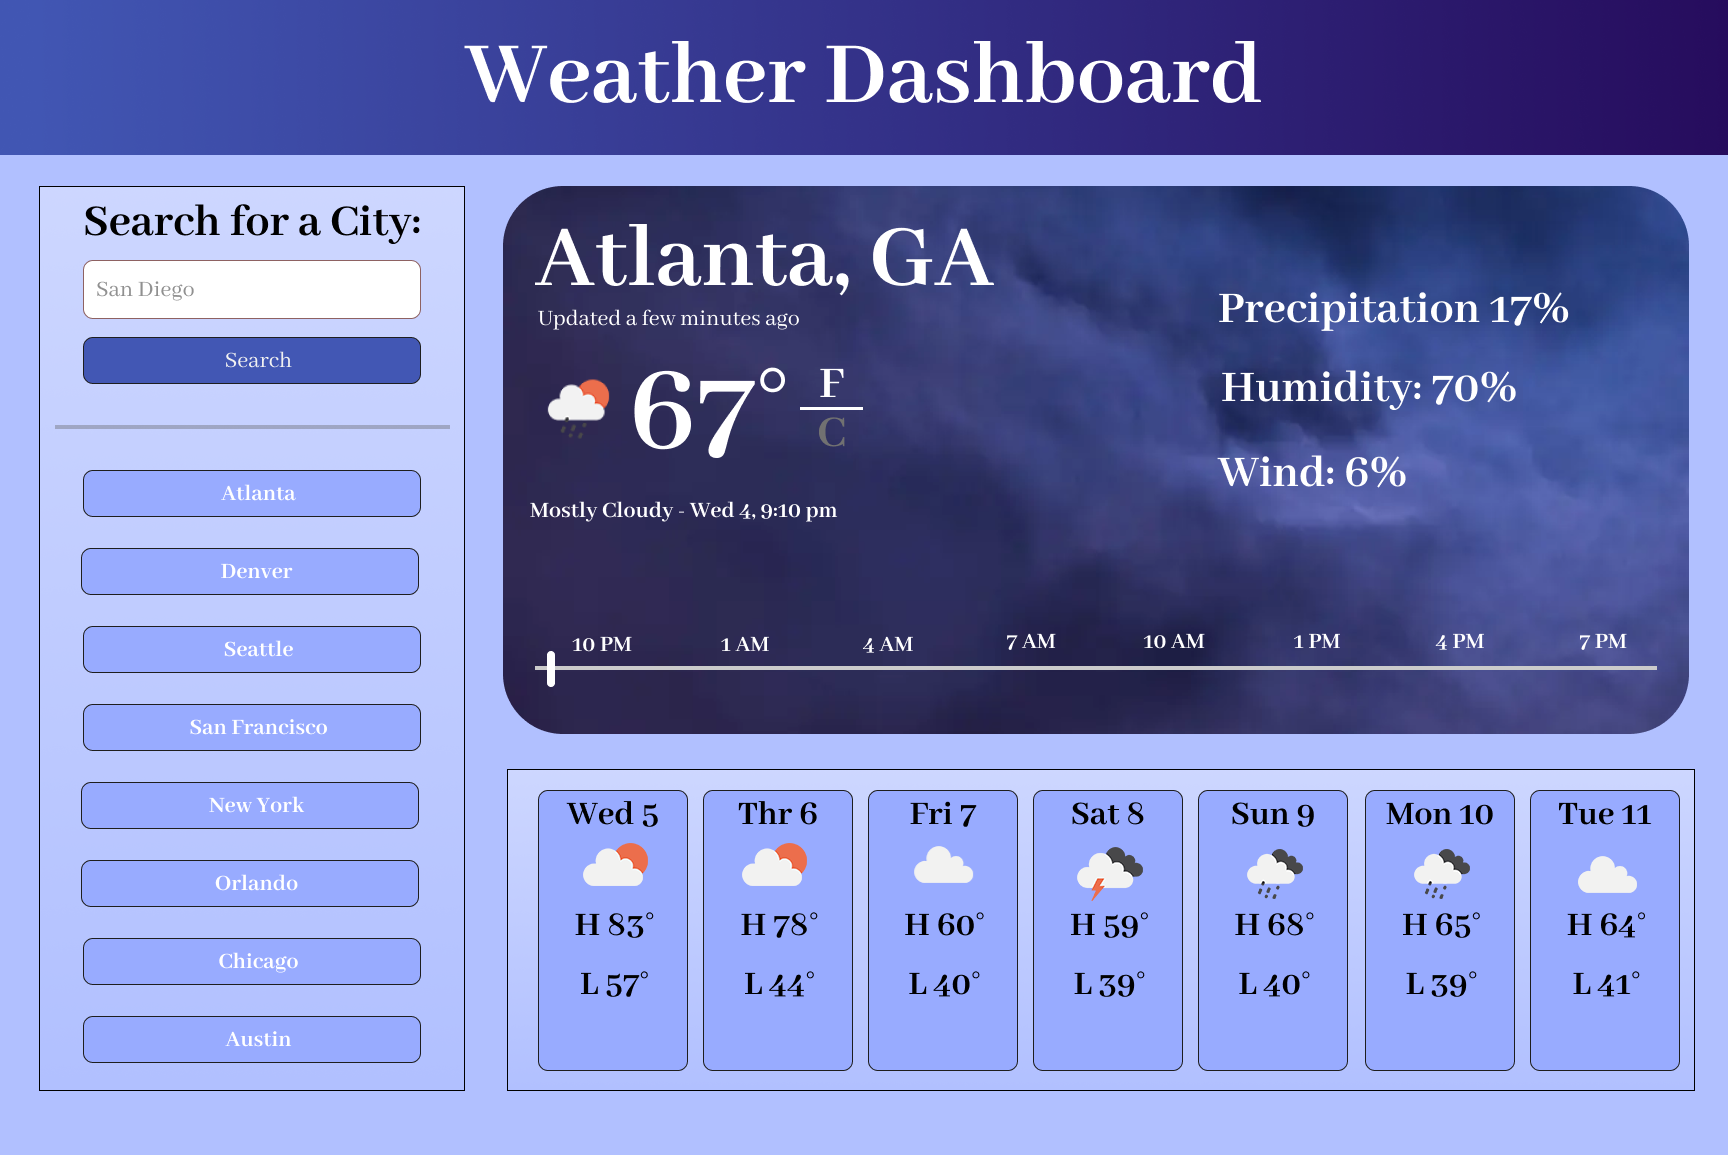 Weather Dashboard
Search for a City:
San Diego
Search
Atlanta
Denver
Seattle
San Francisco
New York
Orlando
Chicago
Austin
Atlanta, GA
Updated a few minutes ago
67° F
C
Mostly Cloudy - Wed 4, 9:10 pm
Precipitation 17%
Humidity: 70%
Wind: 6%
10 PM 1 AM 4 AM 7 AM 10 AM 1 PM 4 PM 7 PM
Wed 5 Thr 6 Fri 7 Sat 8 Sun 9 Mon 10 Tue 11
H 83° H 78° H 60° H 59° H 68° H 65° H 64°
L 57° L 44° L 40° L 39° L 40° L 39° L 41°